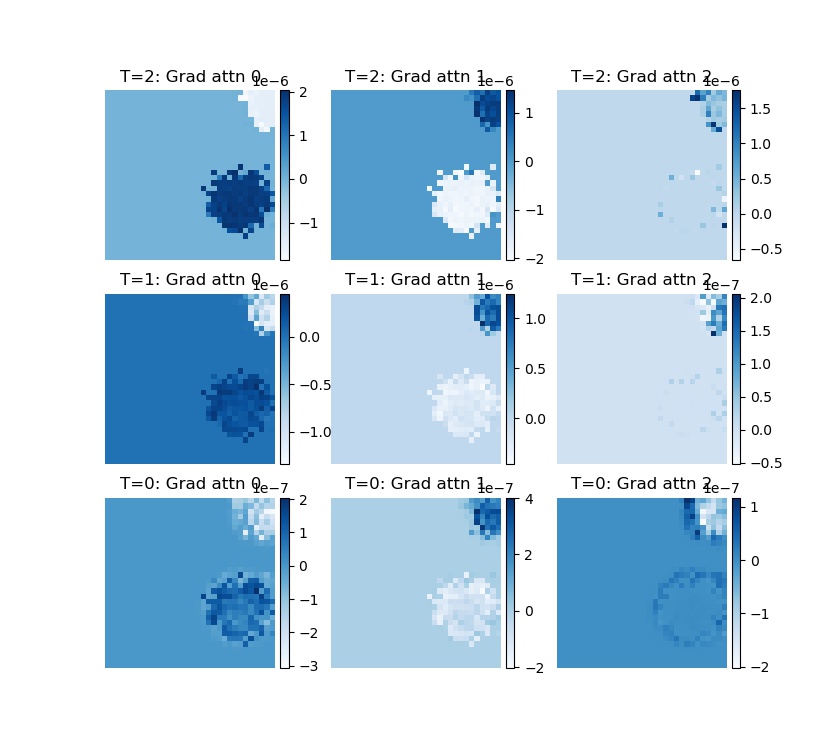 T=2: Grad attn 0
1e−6
T=2: Grad attn 1
1e−6
T=2: Grad attn 2
1e−6
2
1
0
−1
1
0
−1
−2
1.5
1.0
0.5
0.0
−0.5
T=1: Grad attn 0
1e−6
T=1: Grad attn 1
1e−6
T=1: Grad attn 2
1e−7
0.0
−0.5
−1.0
1.0
0.5
0.0
2.0
1.5
1.0
0.5
0.0
−0.5
T=0: Grad attn 0
1e−7
T=0: Grad attn 1
1e−7
T=0: Grad attn 2
1e−7
2
1
0
−1
−2
−3
4
2
0
−2
1
0
−1
−2